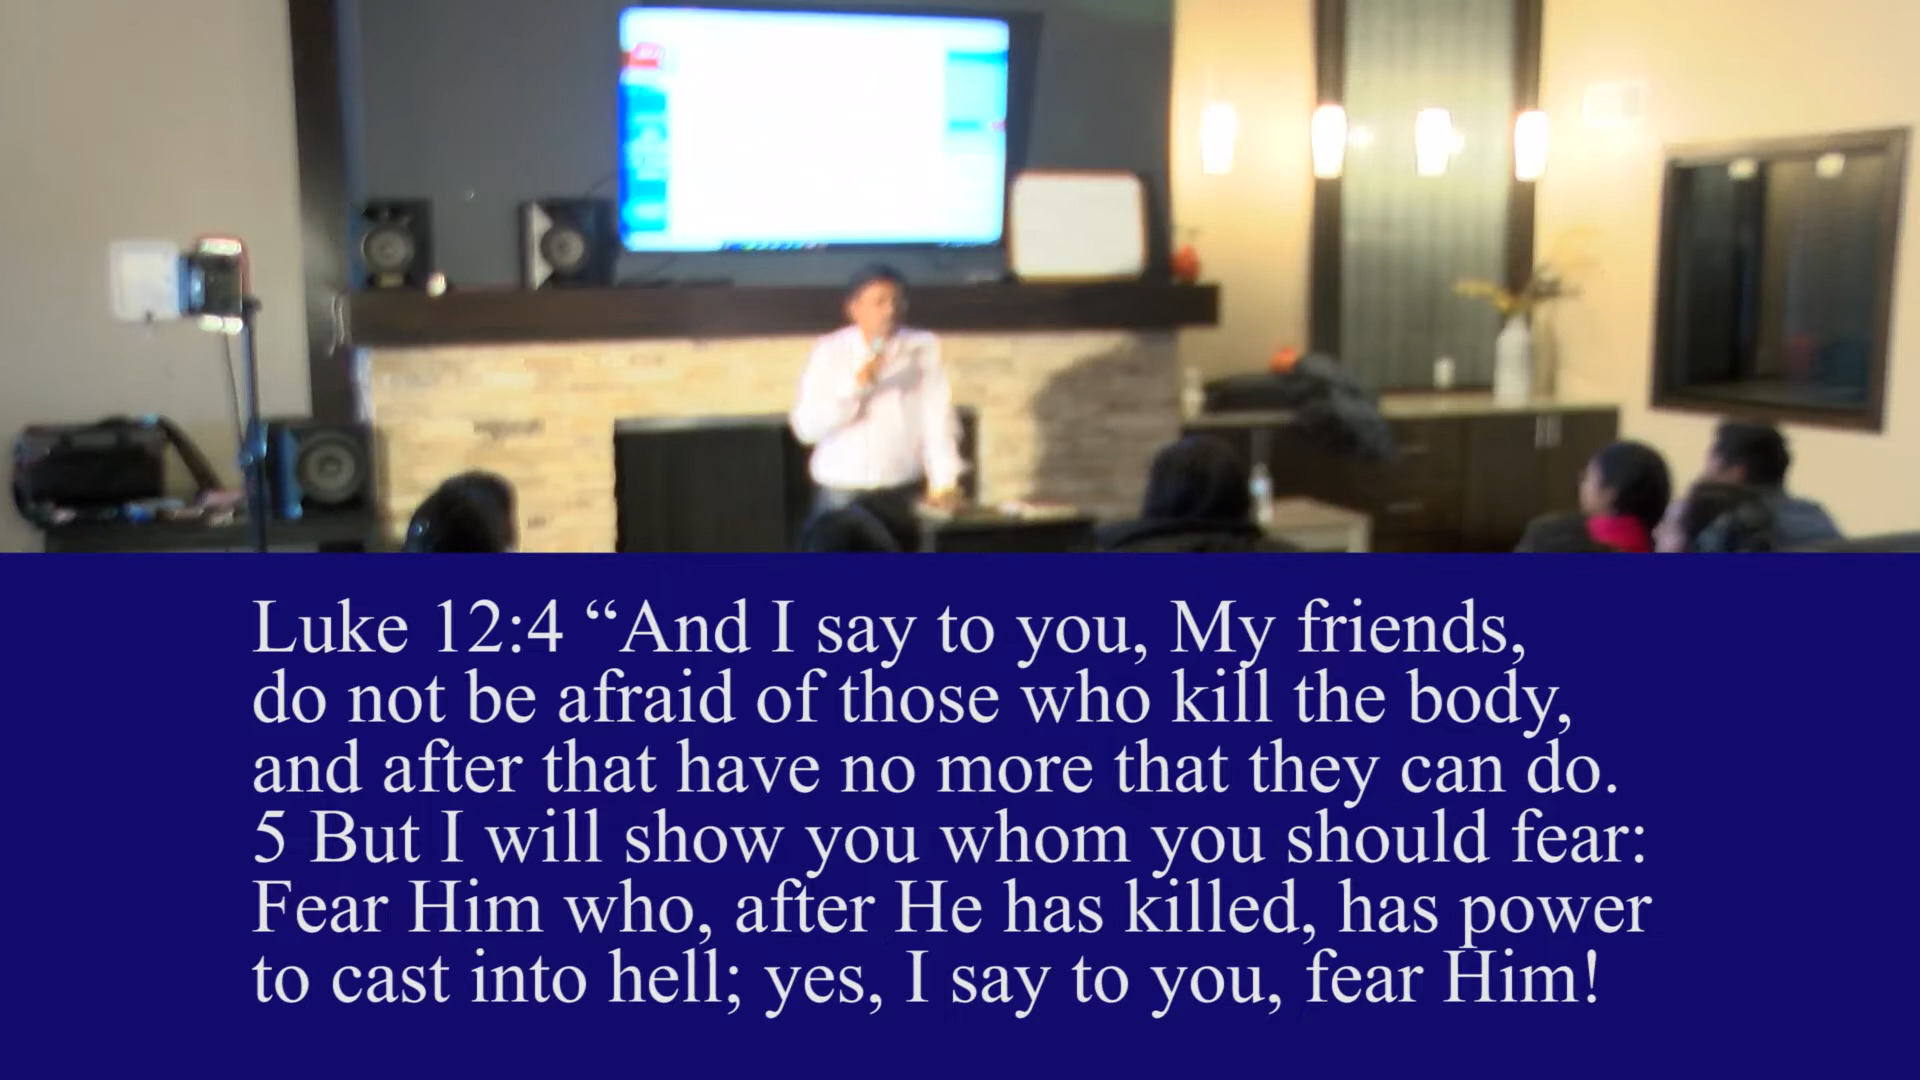 Luke 12:4 “And I say to you, My friends,
do not be afraid of those who kill the body,
and after that have no more that they can do.
5 But I will show you whom you should fear:
Fear Him who, after He has killed, has power
to cast into hell; yes, I say to you, fear Him!